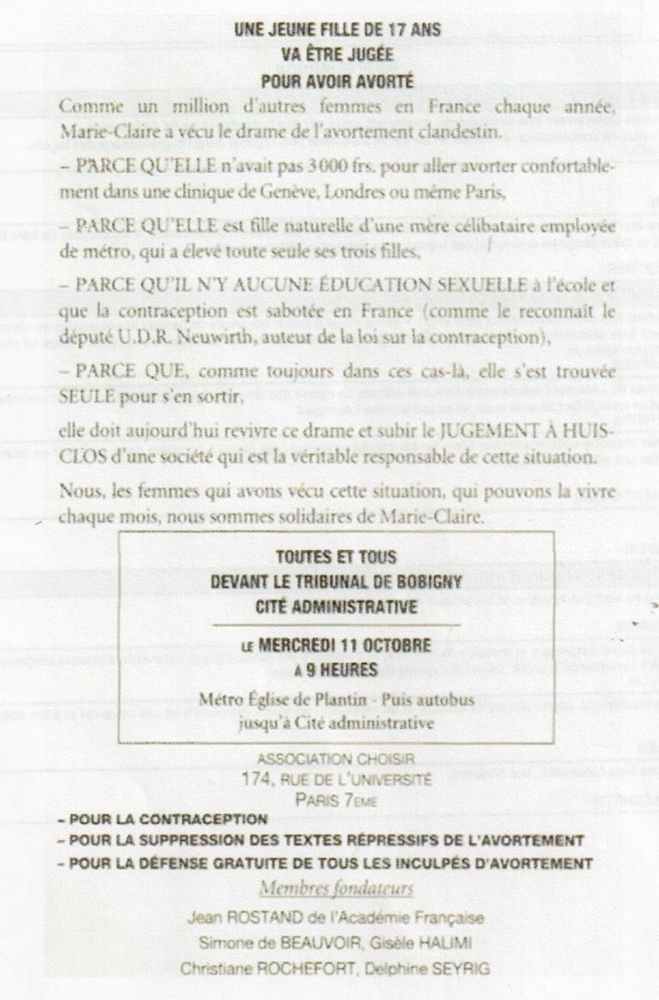 UNE JEUNE FILLE DE 17 ANS
VA ÊTRE JUGÉE
POUR AVOIR AVORTÉ
Comme un million d'autres femmes en France chaque année,
Marie-Claire a vécu le drame de l'avortement clandestin.
– PARCE QU'ELLE n'avait pas 3 000 frs. pour aller avorter confortable-
ment dans une clinique de Genève, Londres ou même Paris,
– PARCE QU'ELLE est fille naturelle d'une mère célibataire employée
de métro, qui a élevé toute seule ses trois filles,
– PARCE QU'IL N'Y AUCUNE ÉDUCATION SEXUELLE à l'école et
que la contraception est sabotée en France (comme le reconnaît le
député U.D.R. Neuwirth, auteur de la loi sur la contraception),
– PARCE QUE, comme toujours dans ces cas-là, elle s'est trouvée
SEULE pour s'en sortir,
elle doit aujourd'hui revivre ce drame et subir le JUGEMENT À HUIS-
CLOS d'une société qui est la véritable responsable de cette situation.
Nous, les femmes qui avons vécu cette situation, qui pouvons la vivre
chaque mois, nous sommes solidaires de Marie-Claire.
TOUTES ET TOUS
DEVANT LE TRIBUNAL DE BOBIGNY
CITÉ ADMINISTRATIVE
LE MERCREDI 11 OCTOBRE
A 9 HEURES
Métro Église de Plantin - Puis autobus
jusqu'à Cité administrative
ASSOCIATION CHOISIR
174, RUE DE L'UNIVERSITÉ
PARIS 7EME
– POUR LA CONTRACEPTION
– POUR LA SUPPRESSION DES TEXTES RÉPRESSIFS DE L'AVORTEMENT
– POUR LA DÉFENSE GRATUITE DE TOUS LES INCULPÉS D'AVORTEMENT
Membres fondateurs
Jean ROSTAND de l'Académie Française
Simone de BEAUVOIR, Gisèle HALIMI
Christiane ROCHEFORT, Delphine SEYRIG